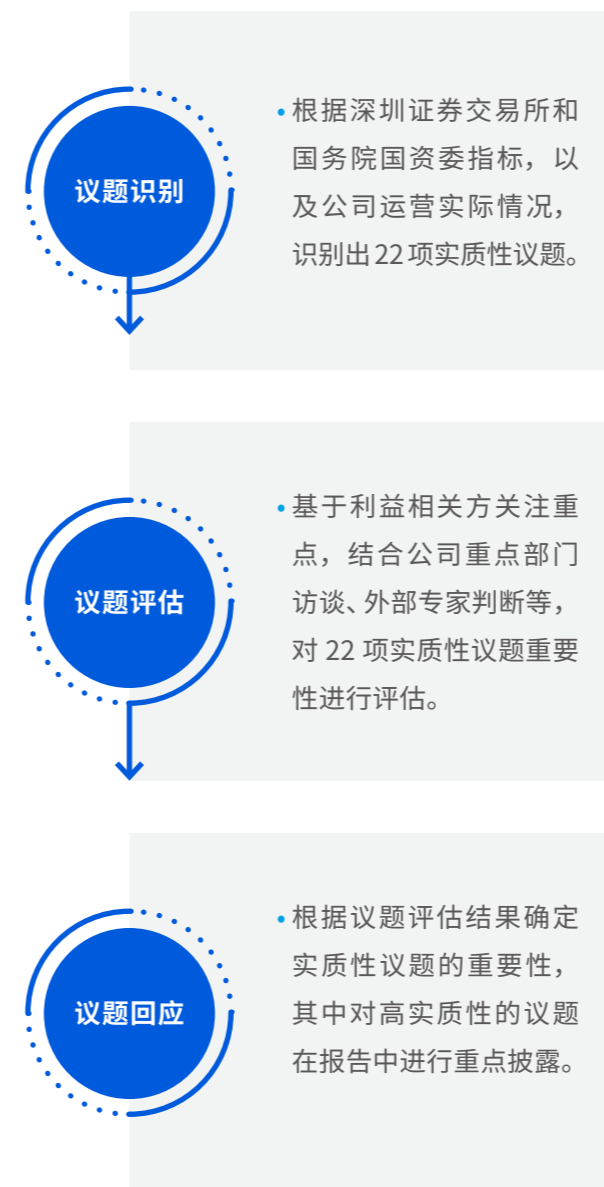 议题识别
•根据深圳证券交易所和
国务院国资委指标，以
及公司运营实际情况，
识别出22项实质性议题。
议题评估
•基于利益相关方关注重
点，结合公司重点部门
访谈、外部专家判断等，
对 22 项实质性议题重要
性进行评估。
议题回应
•根据议题评估结果确定
实质性议题的重要性，
其中对高实质性的议题
在报告中进行重点披露。